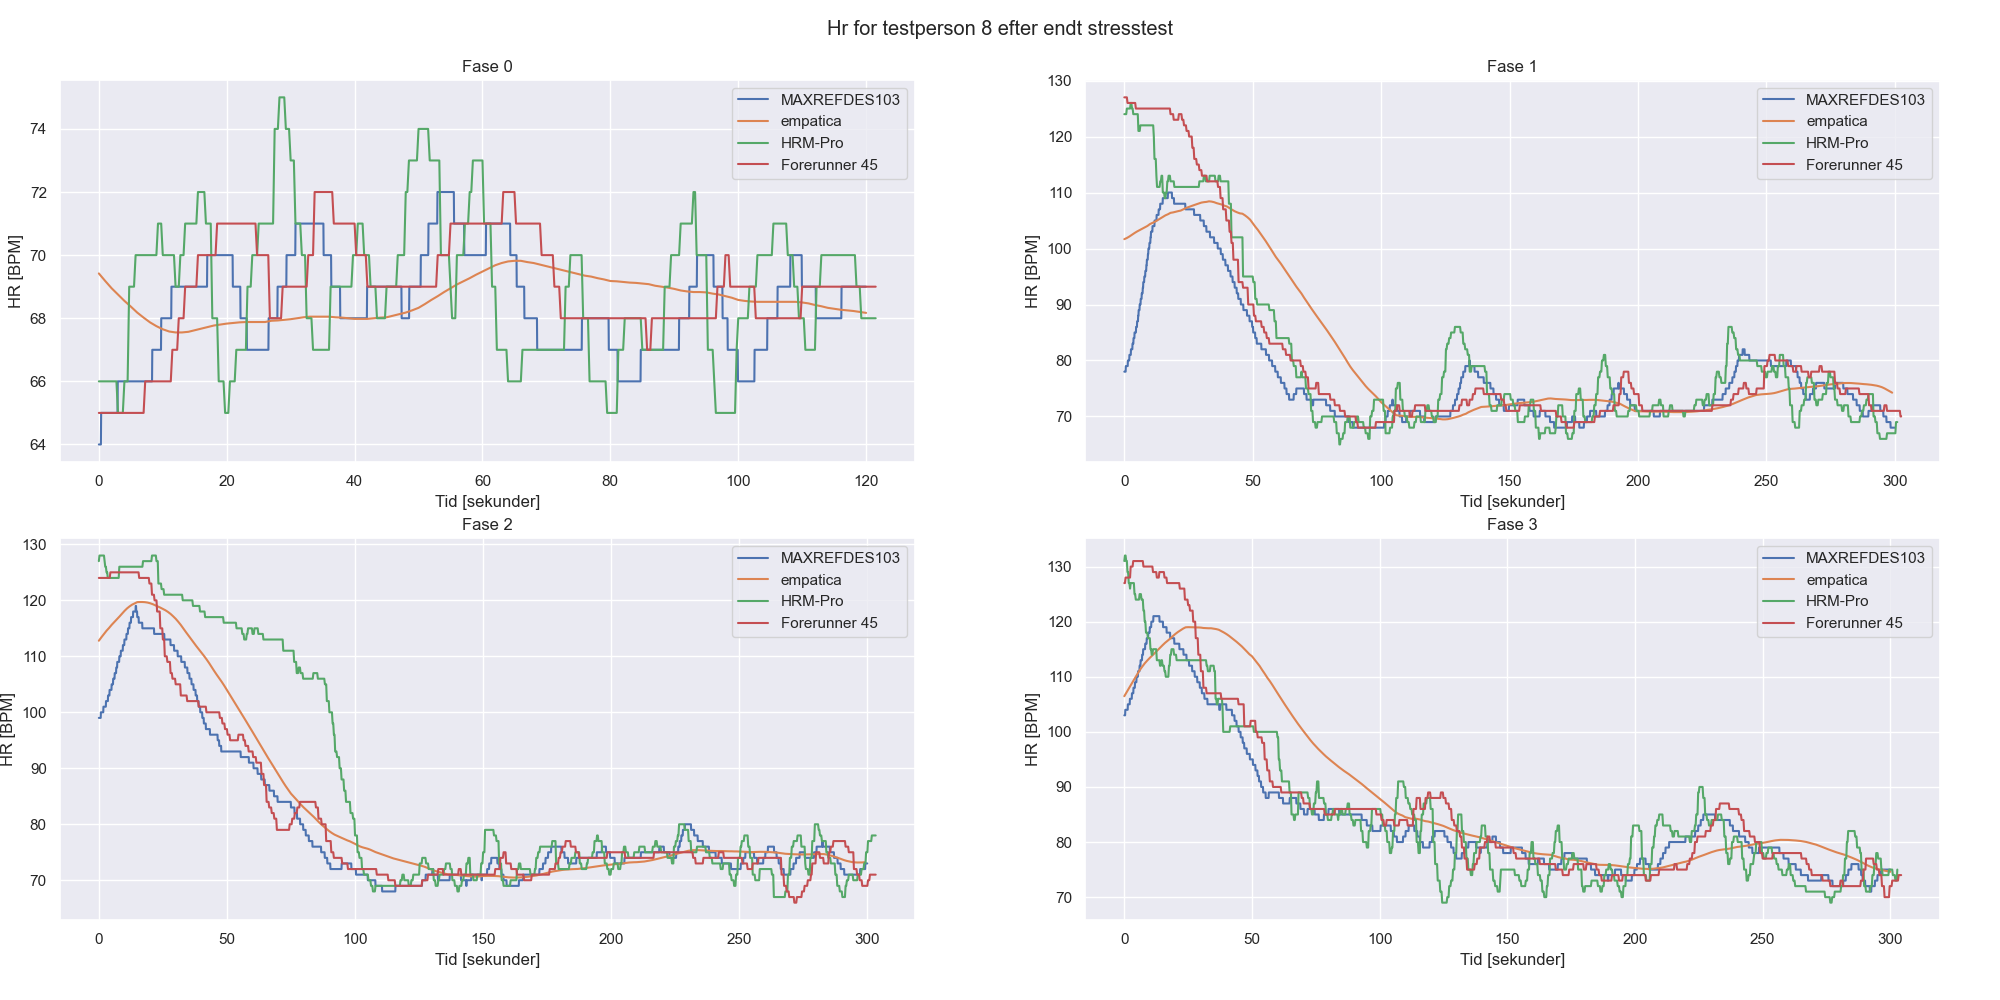 Hr for testperson 8 efter endt stresstest
Fase 0
HR [BPM]
74
72
70
68
66
64
MAXREFDES103
empatica
HRM-Pro
Forerunner 45
0 20 40 60 80 100 120
Tid [sekunder]
Fase 1
HR [BPM]
130
120
110
100
90
80
70
MAXREFDES103
empatica
HRM-Pro
Forerunner 45
0 50 100 150 200 250 300
Tid [sekunder]
Fase 2
HR [BPM]
130
120
110
100
90
80
70
MAXREFDES103
empatica
HRM-Pro
Forerunner 45
0 50 100 150 200 250 300
Tid [sekunder]
Fase 3
HR [BPM]
130
120
110
100
90
80
70
MAXREFDES103
empatica
HRM-Pro
Forerunner 45
0 50 100 150 200 250 300
Tid [sekunder]